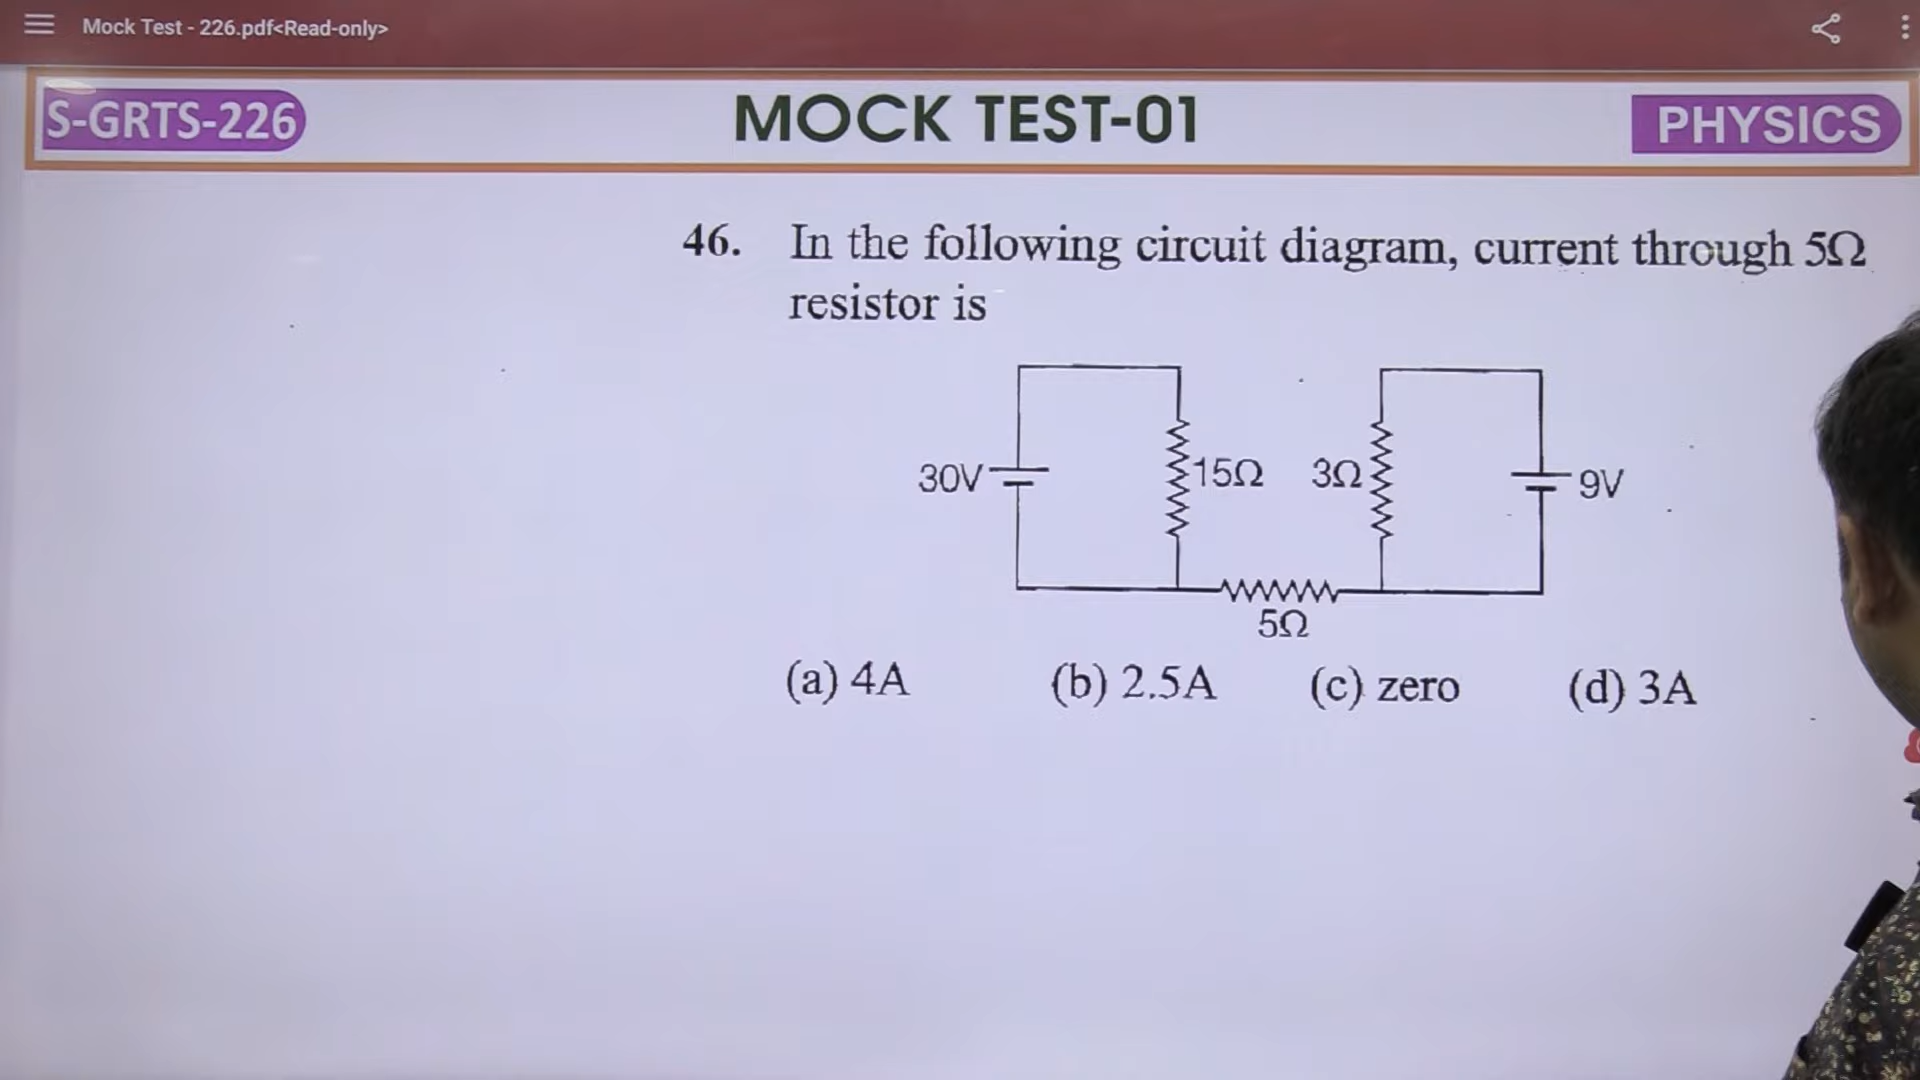 Mock Test - 226.pdf<Read-only>
S-GRTS-226
MOCK TEST-01
PHYSICS
46. In the following circuit diagram, current through 5Ω
resistor is
30V
15Ω
3Ω
9V
5Ω
(a) 4A (b) 2.5A (c) zero (d) 3A